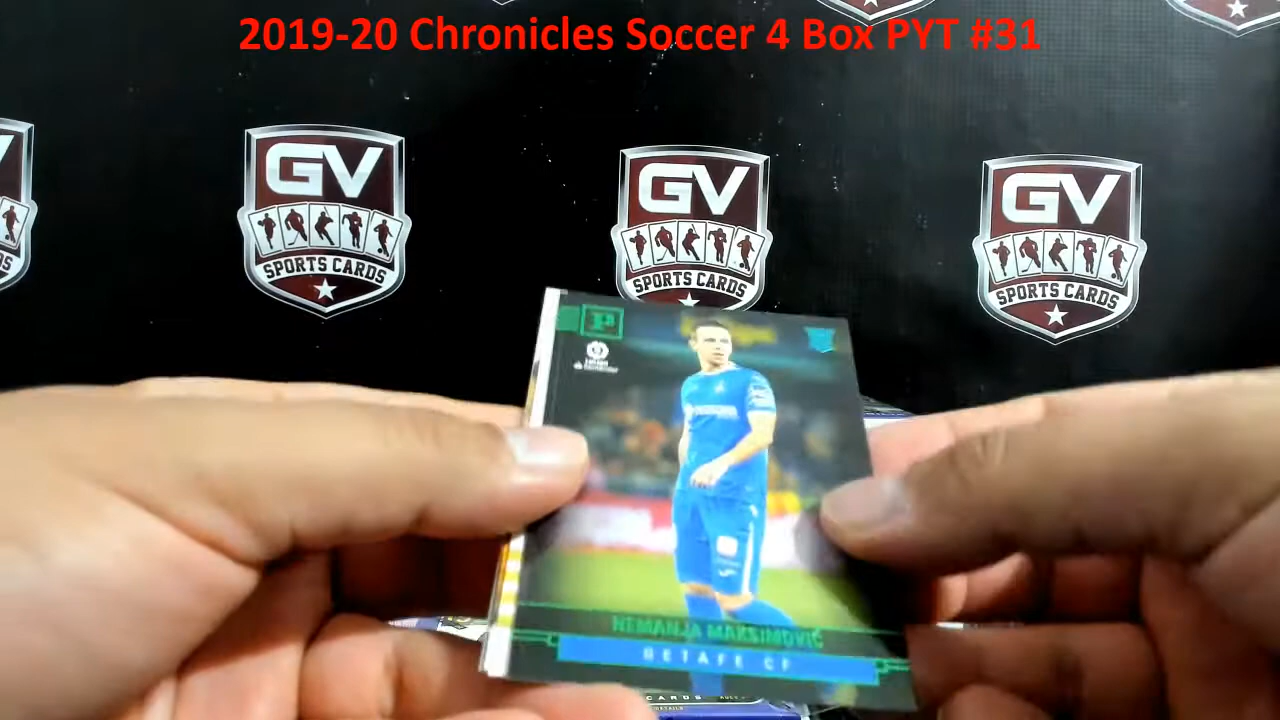 2019-20 Chronicles Soccer 4 Box PYT #31
GV
SPORTS CARDS
GV
SPORTS CARDS
GV
SPORTS CARDS
P
NEMANJA MAKSIMOVIĆ
GETAFE CF
CARDS